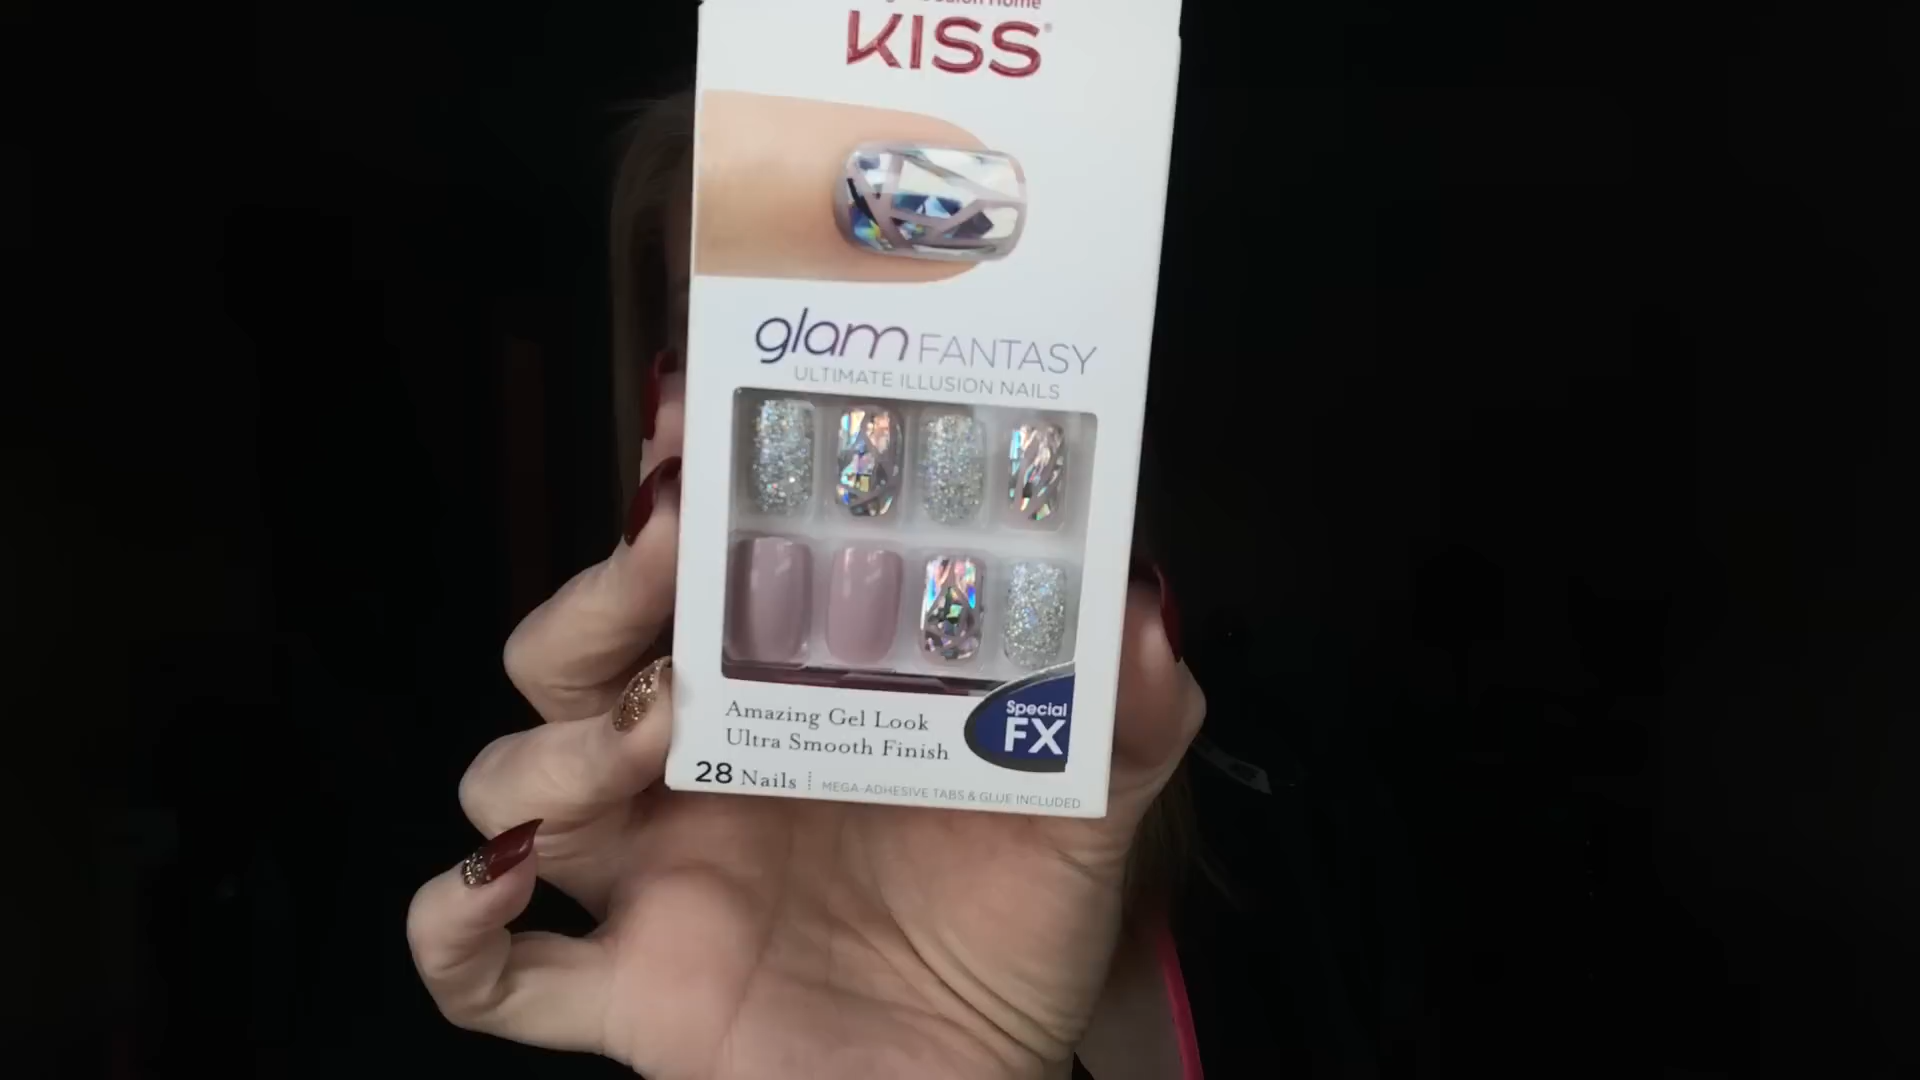 Home
KISS®
glam FANTASY
ULTIMATE ILLUSION NAILS
Amazing Gel Look
Ultra Smooth Finish
Special
FX
28 Nails
MEGA-ADHESIVE TABS & GLUE INCLUDED